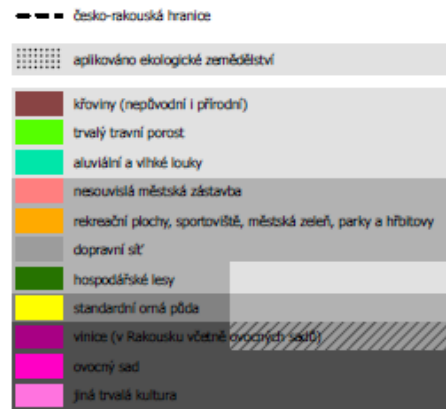 česko-rakouská hranice
aplikováno ekologické zemědělství
křoviny (nepůvodní i přírodní)
trvalý travní porost
aluviální a vlhké louky
nesouvislá městská zástavba
rekreační plochy, sportoviště, městská zeleň, parky a hřbitovy
dopravní síť
hospodářské lesy
standardní orná půda
vinice (v Rakousku včetně ovocných sadů)
ovocný sad
jiná trvalá kultura